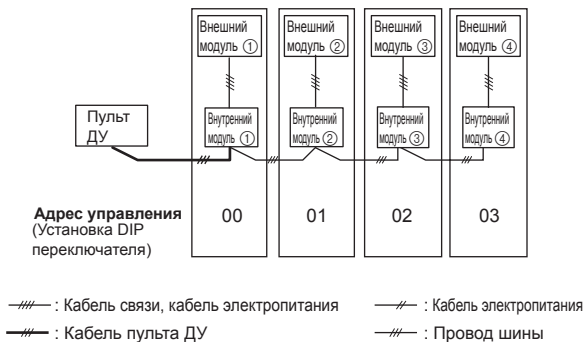 Внешний модуль ①
Внешний модуль ②
Внешний модуль ③
Внешний модуль ④
Пульт ДУ
Внутренний модуль ①
Внутренний модуль ②
Внутренний модуль ③
Внутренний модуль ④
Адрес управления
(Установка DIP
переключателя)
00 01 02 03
: Кабель связи, кабель электропитания
: Кабель электропитания
: Кабель пульта ДУ
: Провод шины